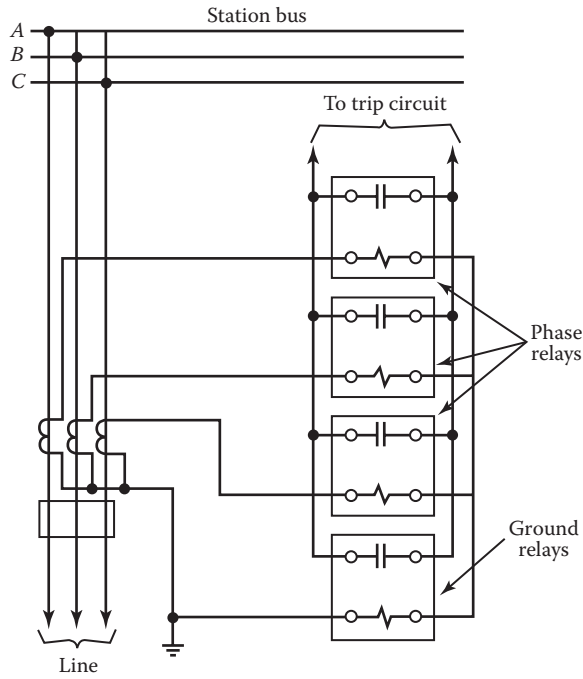 Station bus
A
B
C
To trip circuit
Phase
relays
Ground
relays
Line